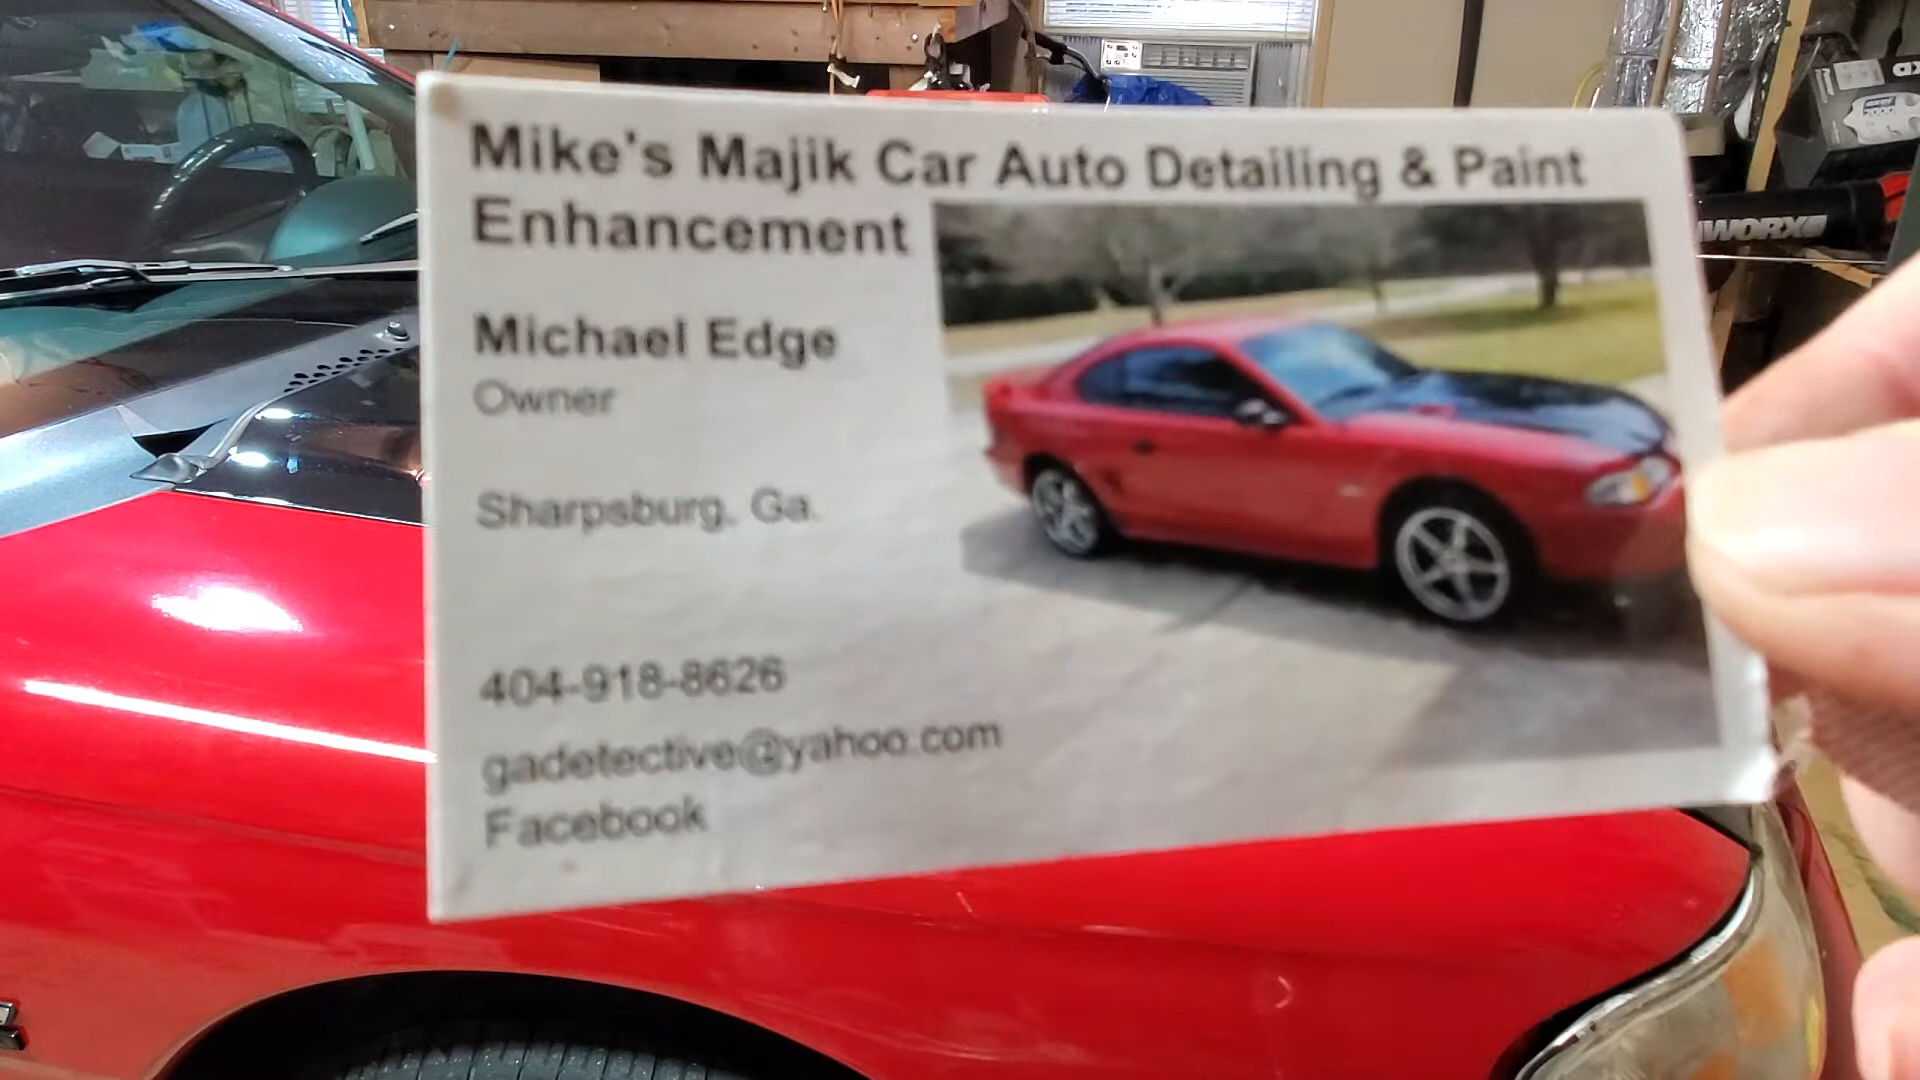 Mike's Majik Car Auto Detailing & Paint
Enhancement
Michael Edge
Owner
Sharpsburg, Ga.
404-918-8626
gadetective@yahoo.com
Facebook
WORX